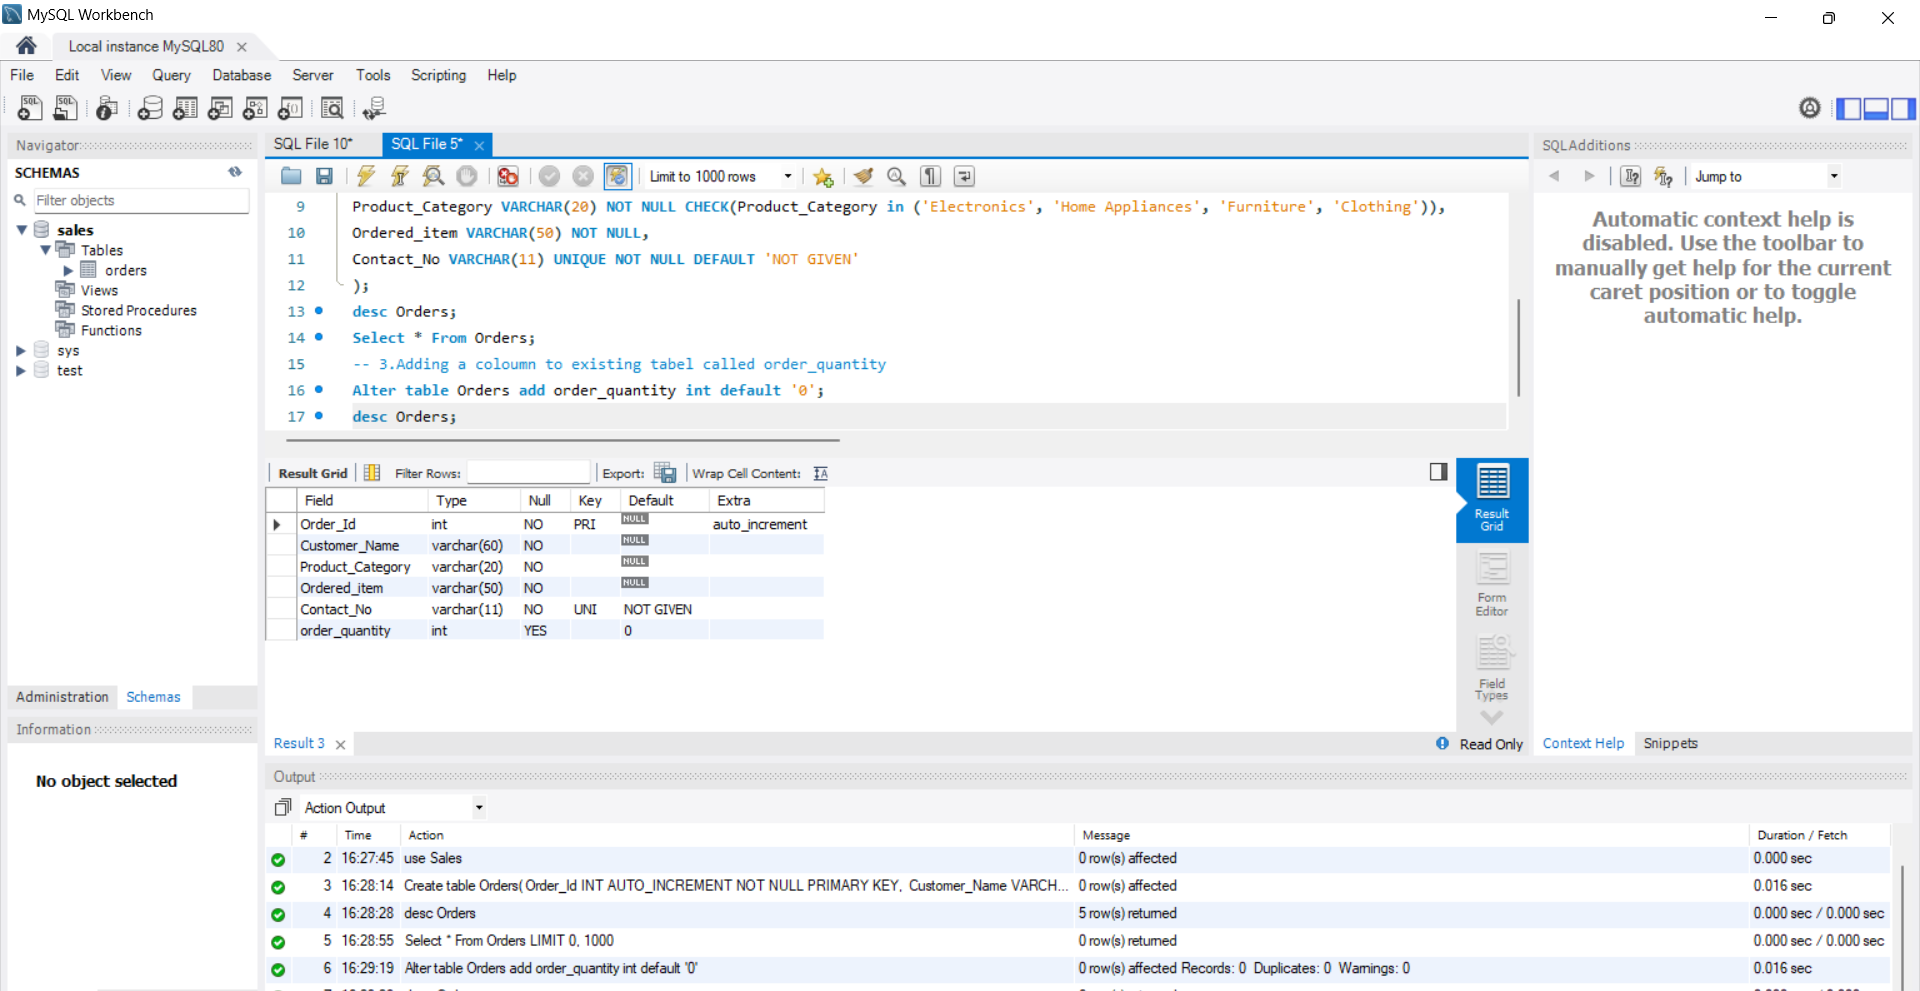 MySQL Workbench
Local instance MySQL80
File Edit View Query Database Server Tools Scripting Help
Navigator
SCHEMAS
Filter objects
sales
Tables
orders
Views
Stored Procedures
Functions
sys
test
Administration Schemas
Information
No object selected
SQL File 10* SQL File 5*
Limit to 1000 rows
9 Product_Category VARCHAR(20) NOT NULL CHECK(Product_Category in ('Electronics', 'Home Appliances', 'Furniture', 'Clothing')),
10 Ordered_item VARCHAR(50) NOT NULL,
11 Contact_No VARCHAR(11) UNIQUE NOT NULL DEFAULT 'NOT GIVEN'
12 );
13 desc Orders;
14 Select * From Orders;
15 -- 3.Adding a coloumn to existing tabel called order_quantity
16 Alter table Orders add order_quantity int default '0';
17 desc Orders;
Result Grid Filter Rows: Export: Wrap Cell Content:
Field Type Null Key Default Extra
Order_Id int NO PRI NULL auto_increment
Customer_Name varchar(60) NO NULL
Product_Category varchar(20) NO NULL
Ordered_item varchar(50) NO NULL
Contact_No varchar(11) NO UNI NOT GIVEN
order_quantity int YES 0
Result
Grid
Form
Editor
Field
Types
Result 3
Read Only
SQLAdditions
Jump to
Automatic context help is
disabled. Use the toolbar to
manually get help for the current
caret position or to toggle
automatic help.
Context Help Snippets
Output
Action Output
# Time Action Message Duration / Fetch
2 16:27:45 use Sales 0 row(s) affected 0.000 sec
3 16:28:14 Create table Orders( Order_Id INT AUTO_INCREMENT NOT NULL PRIMARY KEY, Customer_Name VARCH... 0 row(s) affected 0.016 sec
4 16:28:28 desc Orders 5 row(s) returned 0.000 sec / 0.000 sec
5 16:28:55 Select * From Orders LIMIT 0, 1000 0 row(s) returned 0.000 sec / 0.000 sec
6 16:29:19 Alter table Orders add order_quantity int default '0' 0 row(s) affected Records: 0 Duplicates: 0 Warnings: 0 0.016 sec